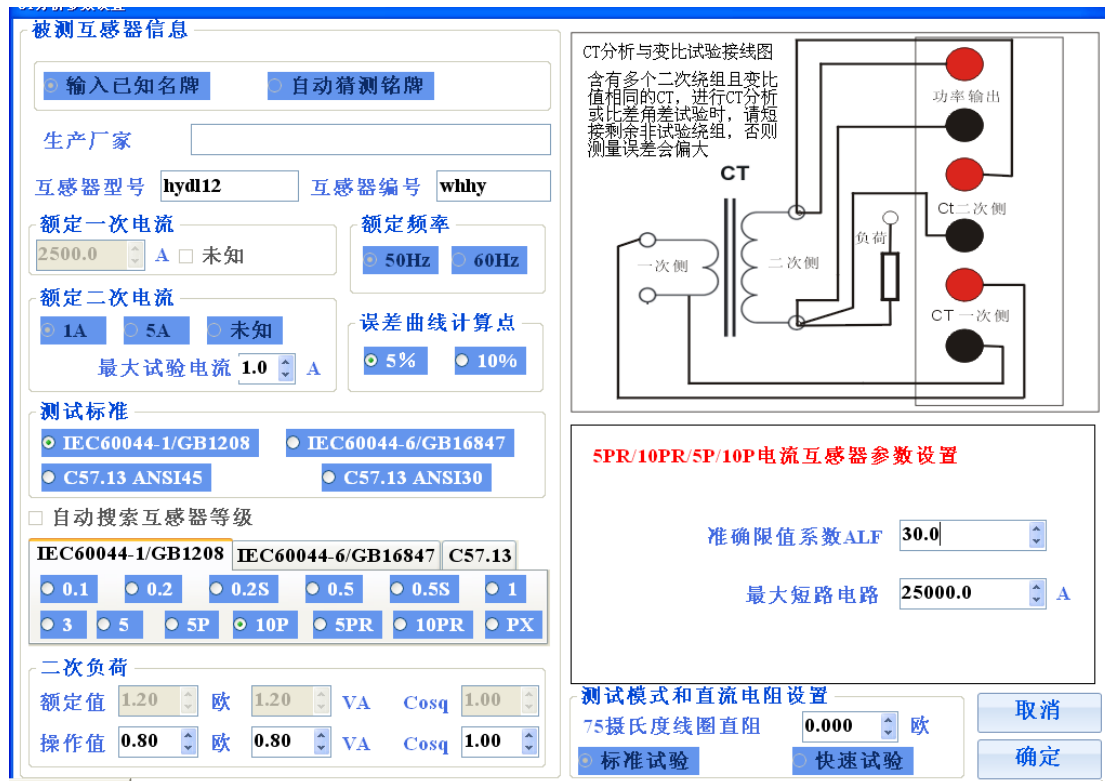 CT分析参数设置
被测互感器信息
输入已知名牌 自动猜测铭牌
生产厂家
互感器型号 hydl12 互感器编号 whhy
额定一次电流
2500.0 A 未知
额定频率
50Hz 60Hz
额定二次电流
1A 5A 未知
最大试验电流 1.0 A
误差曲线计算点
5% 10%
测试标准
IEC60044-1/GB1208 IEC60044-6/GB16847
C57.13 ANSI45 C57.13 ANSI30
自动搜索互感器等级
IEC60044-1/GB1208 IEC60044-6/GB16847 C57.13
0.1 0.2 0.2S 0.5 0.5S 1
3 5 5P 10P 5PR 10PR PX
二次负荷
额定值 1.20 欧 1.20 VA Cosq 1.00
操作值 0.80 欧 0.80 VA Cosq 1.00
CT分析与变比试验接线图
含有多个二次绕组且变比
值相同的CT，进行CT分析
或比差角差试验时，请短
接剩余非试验绕组，否则
测量误差会偏大
CT
功率输出
Ct二次侧
负荷
一次侧 二次侧
CT一次侧
5PR/10PR/5P/10P电流互感器参数设置
准确限值系数ALF 30.0
最大短路电路 25000.0 A
测试模式和直流电阻设置
75摄氏度线圈直阻 0.000 欧
标准试验 快速试验
取消
确定